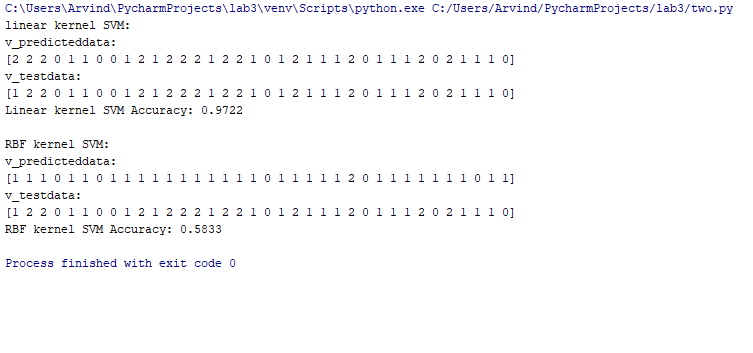 C:\Users\Arvind\PycharmProjects\lab3\venv\Scripts\python.exe C:/Users/Arvind/PycharmProjects/lab3/two.py
linear kernel SVM:
v_predicteddata:
[2 2 2 0 1 1 0 0 1 2 1 2 2 2 1 2 2 1 0 1 2 1 1 1 2 0 1 1 1 2 0 2 1 1 1 0]
v_testdata:
[1 2 2 0 1 1 0 0 1 2 1 2 2 2 1 2 2 1 0 1 2 1 1 1 2 0 1 1 1 2 0 2 1 1 1 0]
Linear kernel SVM Accuracy: 0.9722
RBF kernel SVM:
v_predicteddata:
[1 1 1 0 1 1 0 1 1 1 1 1 1 1 1 1 1 1 0 1 1 1 1 1 2 0 1 1 1 1 1 1 1 0 1 1]
v_testdata:
[1 2 2 0 1 1 0 0 1 2 1 2 2 2 1 2 2 1 0 1 2 1 1 1 2 0 1 1 1 2 0 2 1 1 1 0]
RBF kernel SVM Accuracy: 0.5833
Process finished with exit code 0